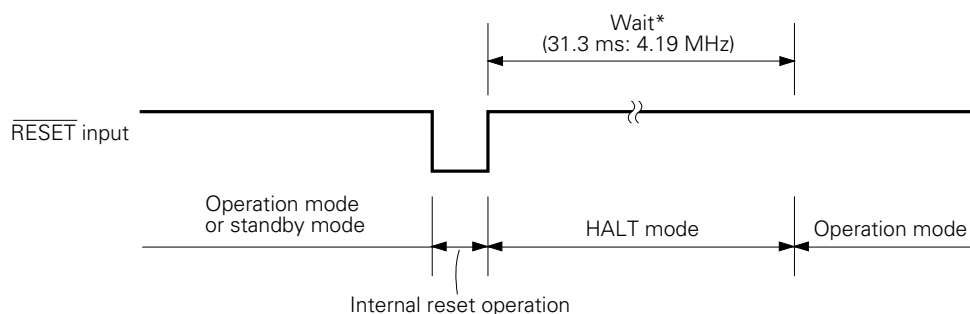 Wait*
(31.3 ms: 4.19 MHz)
RESET input
Operation mode
or standby mode
HALT mode
Operation mode
Internal reset operation